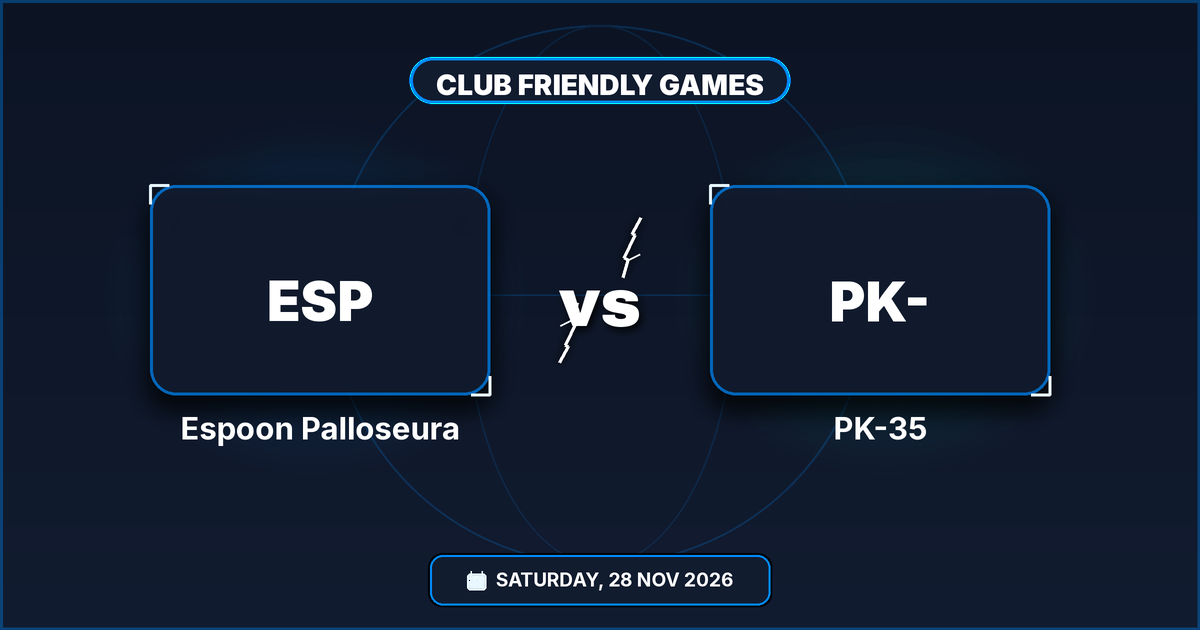 CLUB FRIENDLY GAMES
ESP
vs
PK-
Espoon Palloseura
PK-35
SATURDAY, 28 NOV 2026